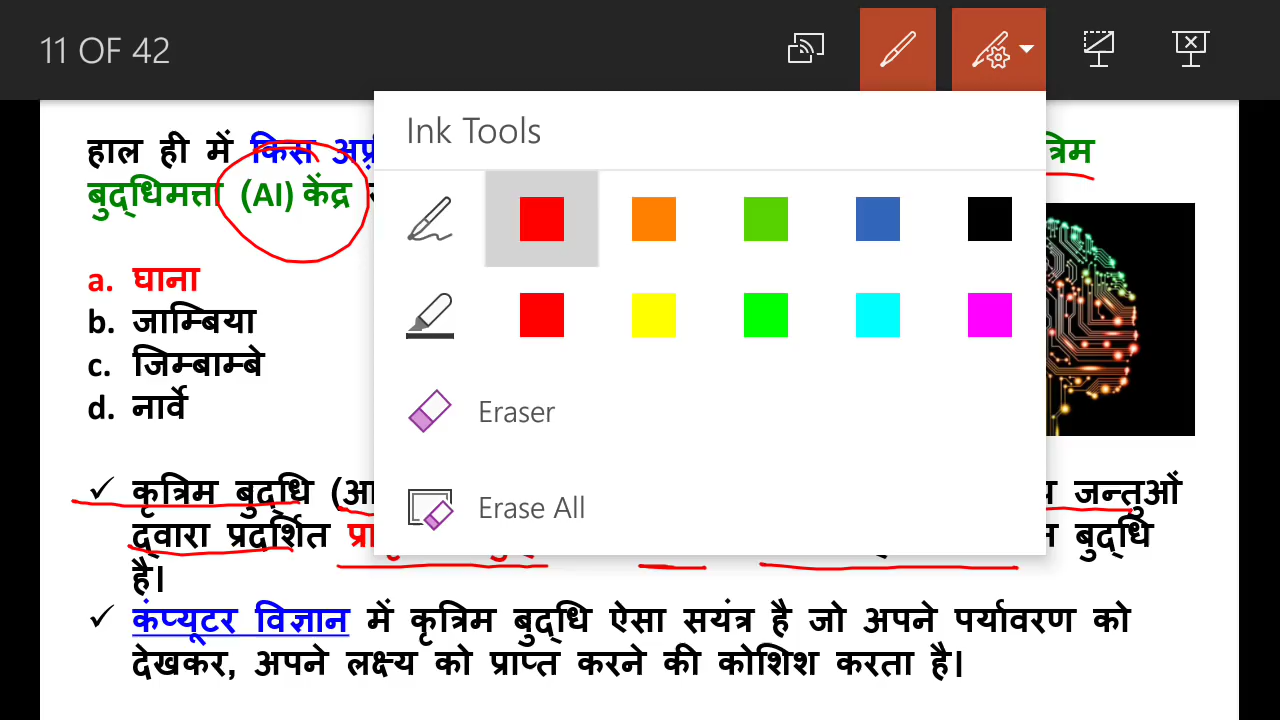 11 OF 42
Ink Tools
हाल ही में किस
त्रिम
बुद्धिमत्ता (AI) केंद्र
a. घाना
b. जाम्बिया
c. जिम्बाम्बे
d. नार्वे
Eraser
Erase All
✓ कृत्रिम बुद्धि जन्तुओं
द्वारा प्रदर्शित बुद्धि
है।
✓ कंप्यूटर विज्ञान में कृत्रिम बुद्धि ऐसा सयंत्र है जो अपने पर्यावरण को
देखकर, अपने लक्ष्य को प्राप्त करने की कोशिश करता है।